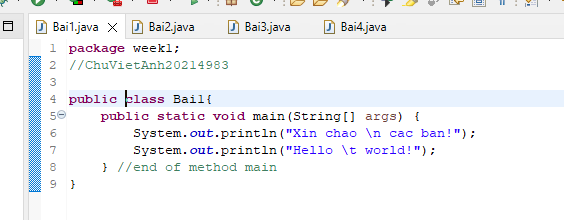 Bai1.java Bai2.java Bai3.java Bai4.java
1 package week1;
2 //ChuVietAnh20214983
3
4 public class Bai1{
5 public static void main(String[] args) {
6 System.out.println("Xin chao \n cac ban!");
7 System.out.println("Hello \t world!");
8 } //end of method main
9 }